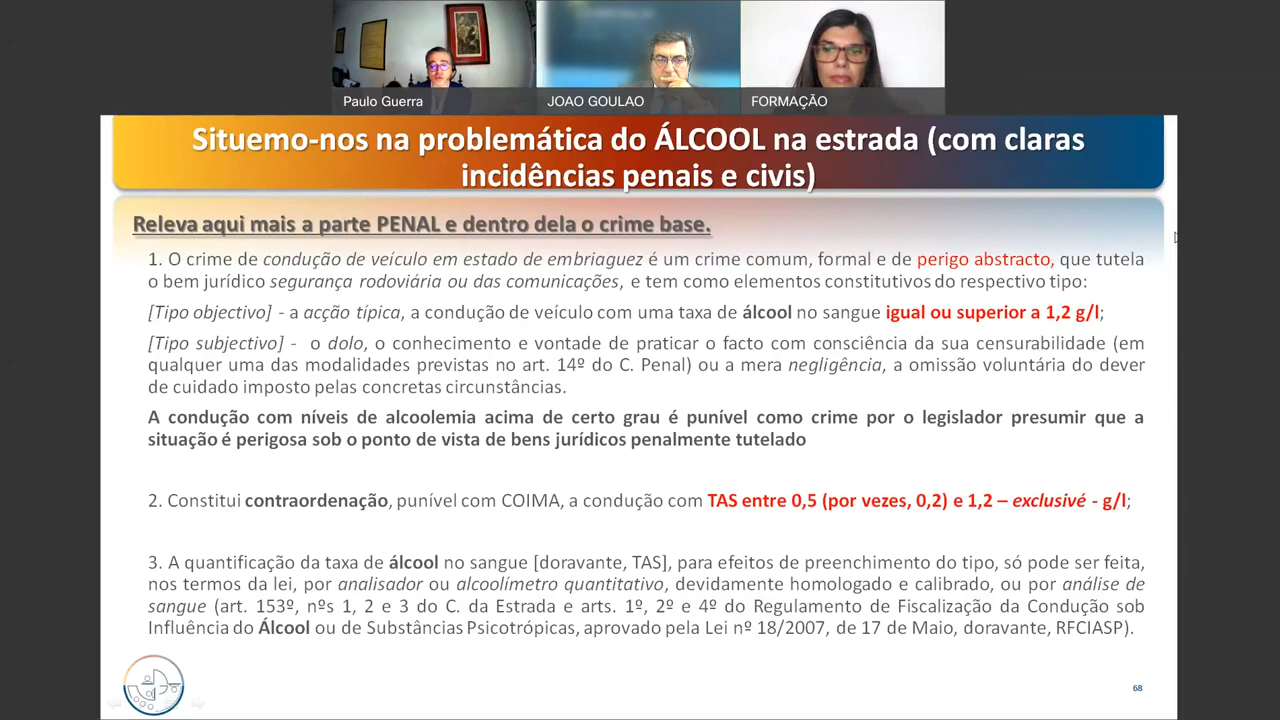 Paulo Guerra
JOAO GOULAO
FORMAÇÃO
Situemo-nos na problemática do ÁLCOOL na estrada (com claras
incidências penais e civis)
Releva aqui mais a parte PENAL e dentro dela o crime base.
1. O crime de condução de veículo em estado de embriaguez é um crime comum, formal e de perigo abstracto, que tutela
o bem jurídico segurança rodoviária ou das comunicações, e tem como elementos constitutivos do respectivo tipo:
[Tipo objectivo] - a acção típica, a condução de veículo com uma taxa de álcool no sangue igual ou superior a 1,2 g/l;
[Tipo subjectivo] - o dolo, o conhecimento e vontade de praticar o facto com consciência da sua censurabilidade (em
qualquer uma das modalidades previstas no art. 14º do C. Penal) ou a mera negligência, a omissão voluntária do dever
de cuidado imposto pelas concretas circunstâncias.
A condução com níveis de alcoolemia acima de certo grau é punível como crime por o legislador presumir que a
situação é perigosa sob o ponto de vista de bens jurídicos penalmente tutelado
2. Constitui contraordenação, punível com COIMA, a condução com TAS entre 0,5 (por vezes, 0,2) e 1,2 – exclusivé - g/l;
3. A quantificação da taxa de álcool no sangue [doravante, TAS], para efeitos de preenchimento do tipo, só pode ser feita,
nos termos da lei, por analisador ou alcoolímetro quantitativo, devidamente homologado e calibrado, ou por análise de
sangue (art. 153º, nºs 1, 2 e 3 do C. da Estrada e arts. 1º, 2º e 4º do Regulamento de Fiscalização da Condução sob
Influência do Álcool ou de Substâncias Psicotrópicas, aprovado pela Lei nº 18/2007, de 17 de Maio, doravante, RFCIASP).
68